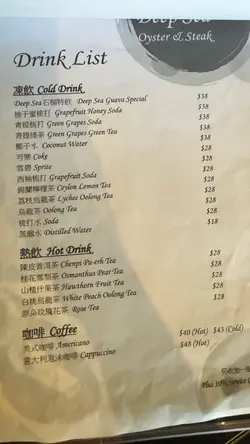 Deep Sea
Oyster & Steak
Drink List
凍飲 Cold Drink
Deep Sea 石榴特飲 Deep Sea Guava Special $38
柚子蜜梳打 Grapefruit Honey Soda $38
青提梳打 Green Grapes Soda $38
青提綠茶 Green Grapes Green Tea $38
椰子水 Coconut Water $28
可樂 Coke $28
雪碧 Sprite $28
西柚梳打 Grapefruit Soda $28
錫蘭檸檬茶 Ceylon Lemon Tea $28
荔枝烏龍茶 Lychee Oolong Tea $28
烏龍茶 Oolong Tea $28
梳打水 Soda $28
蒸餾水 Distilled Water $18
熱飲 Hot Drink
陳皮普洱茶 Chenpi Pu-erh Tea $28
桂花雪梨茶 Osmanthus Pear Tea $28
山楂什果茶 Hawthorn Fruit Tea $28
白桃烏龍茶 White Peach Oolong Tea $28
原朵玫瑰花茶 Rose Tea $28
咖啡 Coffee
美式咖啡 Americano $40 (Hot) $43 (Cold)
意大利泡沫咖啡 Cappuccino $48 (Hot)
另收加一
Plus 10% Service